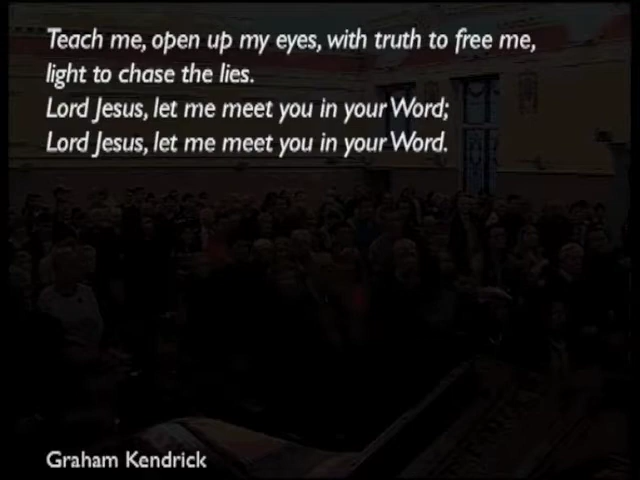 Teach me, open up my eyes, with truth to free me,
light to chase the lies.
Lord Jesus, let me meet you in your Word;
Lord Jesus, let me meet you in your Word.
Graham Kendrick